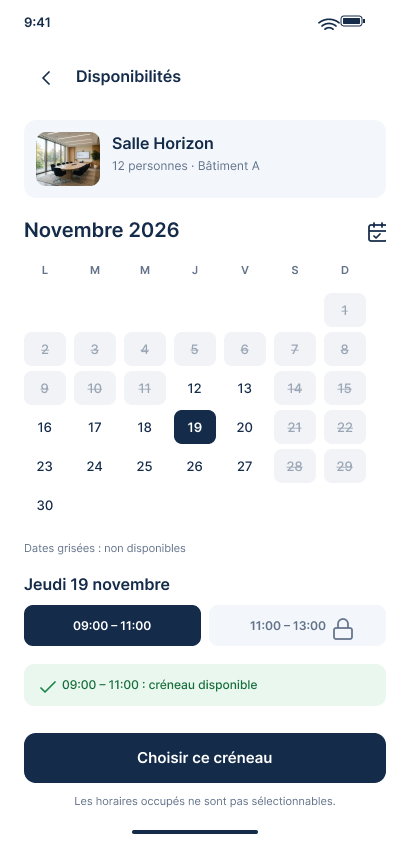 9:41
Disponibilités
Salle Horizon
12 personnes · Bâtiment A
Novembre 2026
L M M J V S D
1
2 3 4 5 6 7 8
9 10 11 12 13 14 15
16 17 18 19 20 21 22
23 24 25 26 27 28 29
30
Dates grisées : non disponibles
Jeudi 19 novembre
09:00 – 11:00 11:00 – 13:00
09:00 – 11:00 : créneau disponible
Choisir ce créneau
Les horaires occupés ne sont pas sélectionnables.